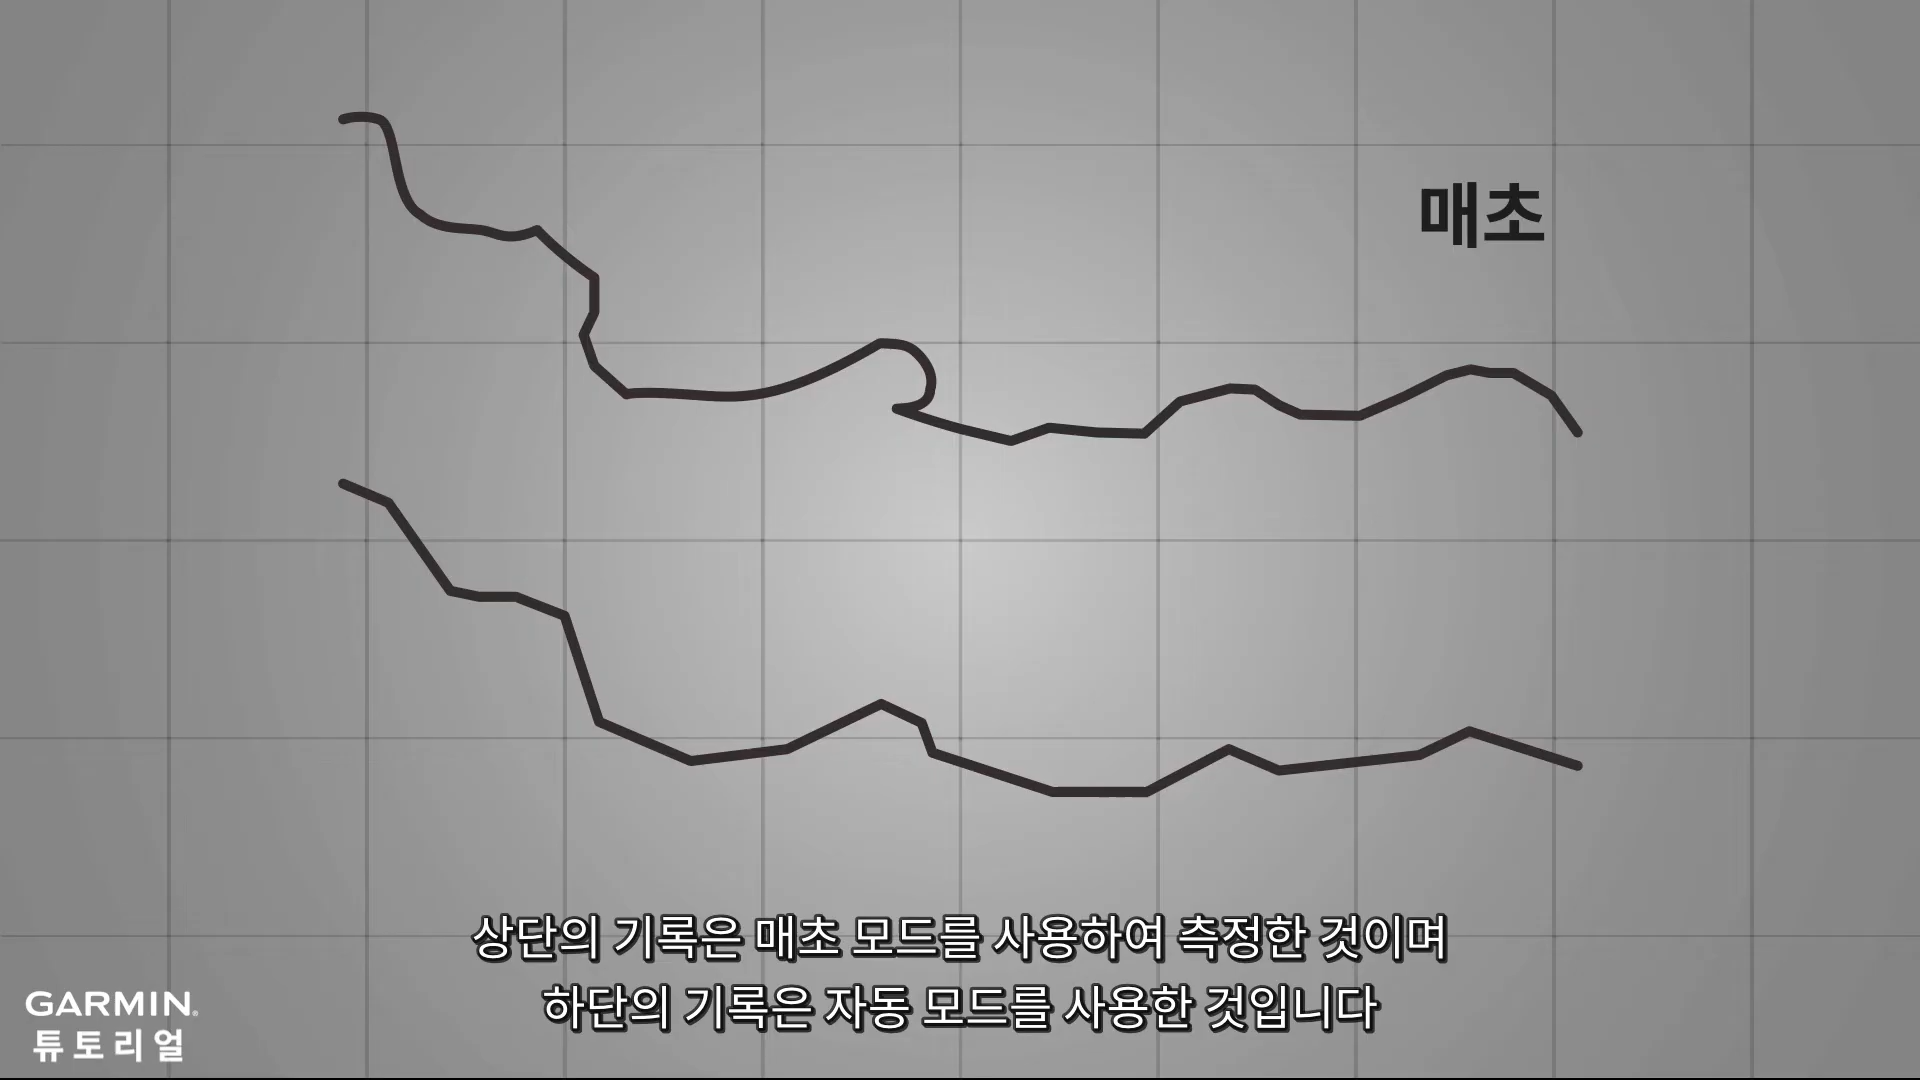 매초
상단의 기록은 매초 모드를 사용하여 측정한 것이며
하단의 기록은 자동 모드를 사용한 것입니다
GARMIN®
튜토리얼